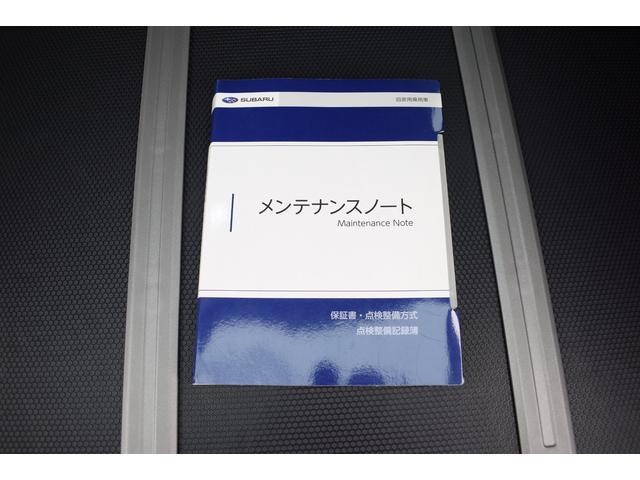 SUBARU
自家用乗用車
メンテナンスノート
Maintenance Note
保証書・点検整備方式
点検整備記録簿